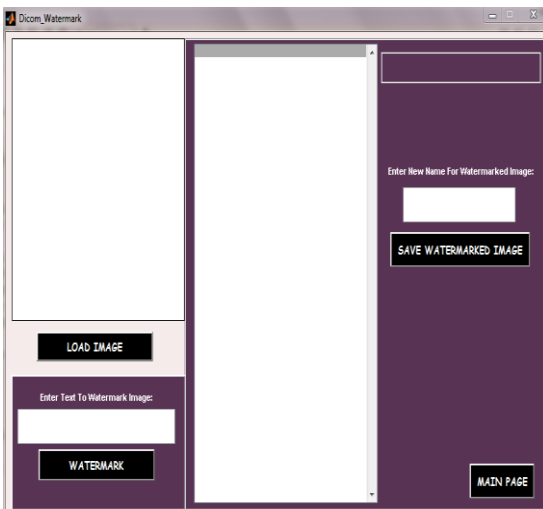 Dicom_Watermark
LOAD IMAGE
Enter Text To Watermark Image:
WATERMARK
Enter New Name For Watermarked Image:
SAVE WATERMARKED IMAGE
MAIN PAGE